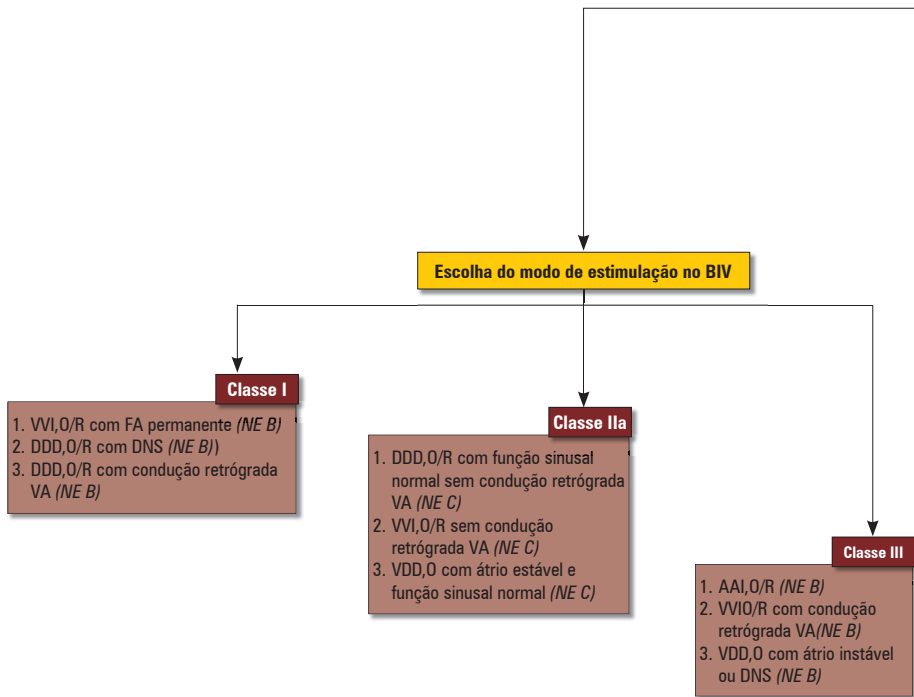 Escolha do modo de estimulação no BIV
Classe I
1. VVI,O/R com FA permanente (NE B)
2. DDD,O/R com DNS (NE B))
3. DDD,O/R com condução retrógrada
VA (NE B)
Classe IIa
1. DDD,O/R com função sinusal
normal sem condução retrógrada
VA (NE C)
2. VVI,O/R sem condução
retrógrada VA (NE C)
3. VDD,O com átrio estável e
função sinusal normal (NE C)
Classe III
1. AAI,O/R (NE B)
2. VVIO/R com condução
retrógrada VA(NE B)
3. VDD,O com átrio instável
ou DNS (NE B)